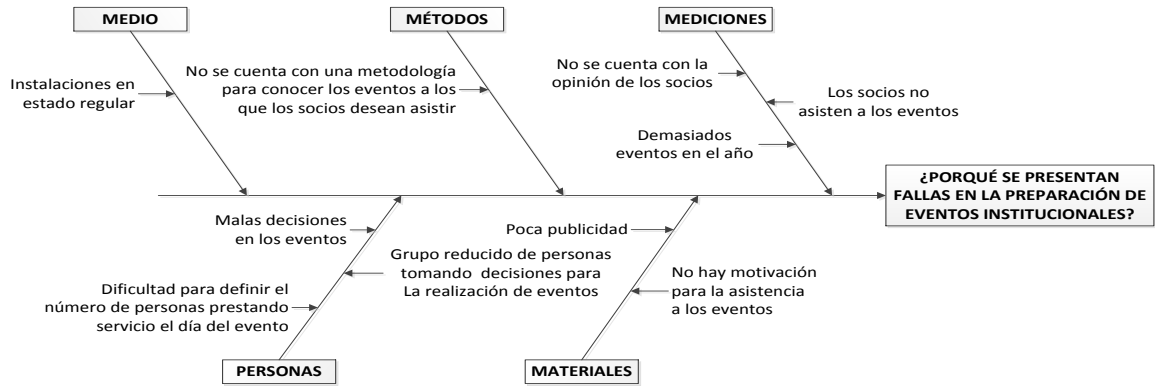 MEDIO
MÉTODOS
MEDICIONES
Instalaciones en
estado regular
No se cuenta con una metodología
para conocer los eventos a los
que los socios desean asistir
No se cuenta con la
opinión de los socios
Los socios no
asisten a los eventos
Demasiados
eventos en el año
¿PORQUÉ SE PRESENTAN
FALLAS EN LA PREPARACIÓN DE
EVENTOS INSTITUCIONALES?
Malas decisiones
en los eventos
Grupo reducido de personas
tomando decisiones para
La realización de eventos
Dificultad para definir el
número de personas prestando
servicio el día del evento
Poca publicidad
No hay motivación
para la asistencia
a los eventos
PERSONAS
MATERIALES